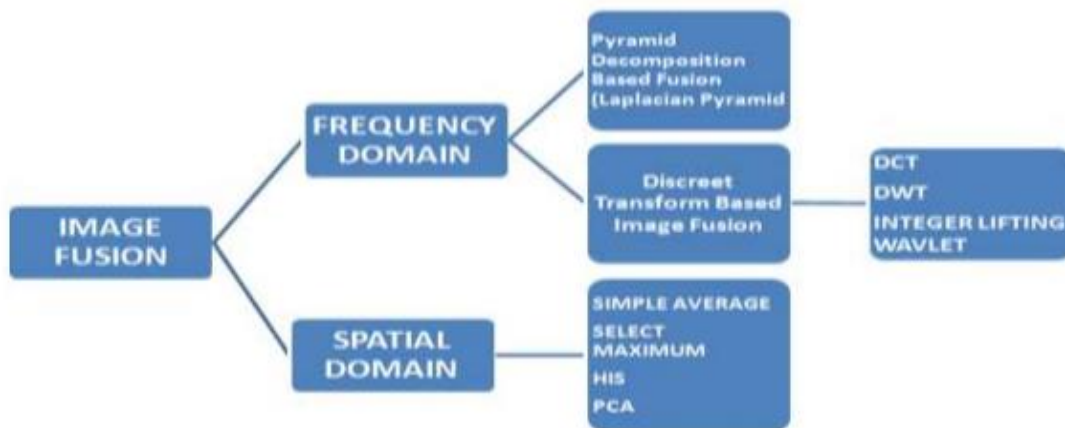 Pyramid
Decomposition
Based Fusion
(Laplacian Pyramid
FREQUENCY
DOMAIN
Discreet
Transform Based
Image Fusion
DCT
DWT
INTEGER LIFTING
WAVLET
IMAGE
FUSION
SIMPLE AVERAGE
SELECT
MAXIMUM
HIS
PCA
SPATIAL
DOMAIN